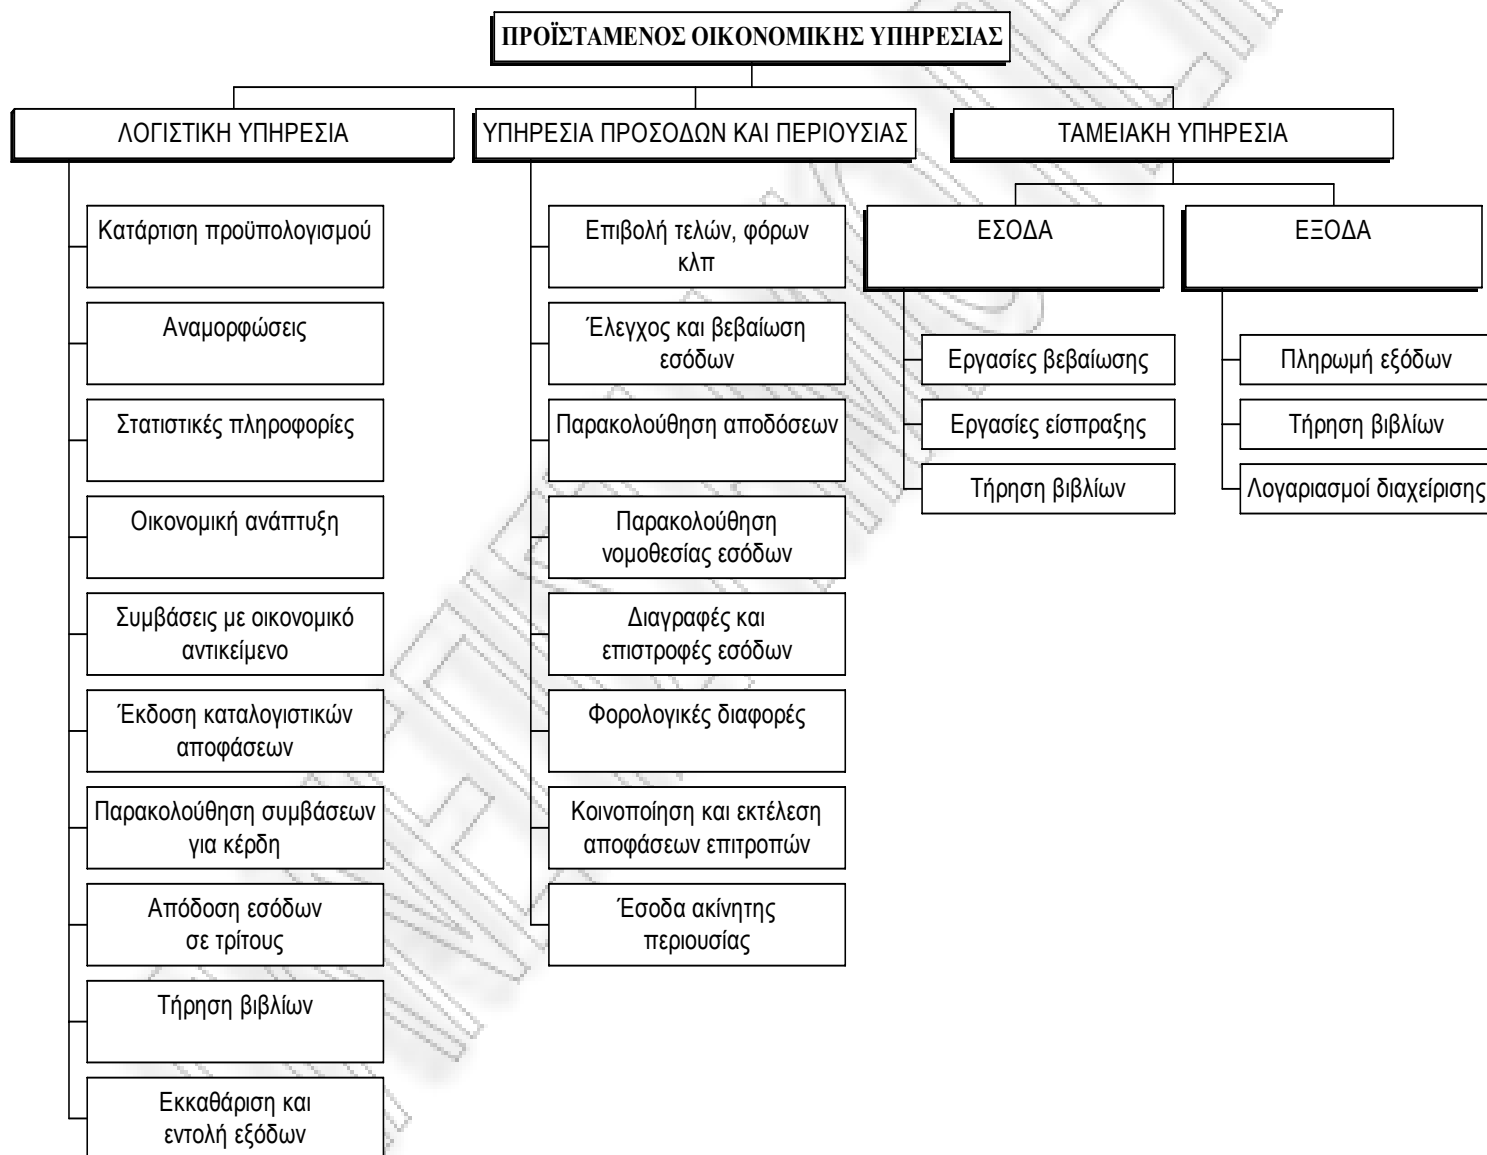 ΠΡΟΪΣΤΑΜΕΝΟΣ ΟΙΚΟΝΟΜΙΚΗΣ ΥΠΗΡΕΣΙΑΣ
ΛΟΓΙΣΤΙΚΗ ΥΠΗΡΕΣΙΑ
Κατάρτιση προϋπολογισμού
Αναμορφώσεις
Στατιστικές πληροφορίες
Οικονομική ανάπτυξη
Συμβάσεις με οικονομικό
αντικείμενο
Έκδοση καταλογιστικών
αποφάσεων
Παρακολούθηση συμβάσεων
για κέρδη
Απόδοση εσόδων
σε τρίτους
Τήρηση βιβλίων
Εκκαθάριση και
εντολή εξόδων
ΥΠΗΡΕΣΙΑ ΠΡΟΣΟΔΩΝ ΚΑΙ ΠΕΡΙΟΥΣΙΑΣ
Επιβολή τελών, φόρων
κλπ
Έλεγχος και βεβαίωση
εσόδων
Παρακολούθηση αποδόσεων
Παρακολούθηση
νομοθεσίας εσόδων
Διαγραφές και
επιστροφές εσόδων
Φορολογικές διαφορές
Κοινοποίηση και εκτέλεση
αποφάσεων επιτροπών
Έσοδα ακίνητης
περιουσίας
ΤΑΜΕΙΑΚΗ ΥΠΗΡΕΣΙΑ
ΕΣΟΔΑ
Εργασίες βεβαίωσης
Εργασίες είσπραξης
Τήρηση βιβλίων
ΕΞΟΔΑ
Πληρωμή εξόδων
Τήρηση βιβλίων
Λογαριασμοί διαχείρισης